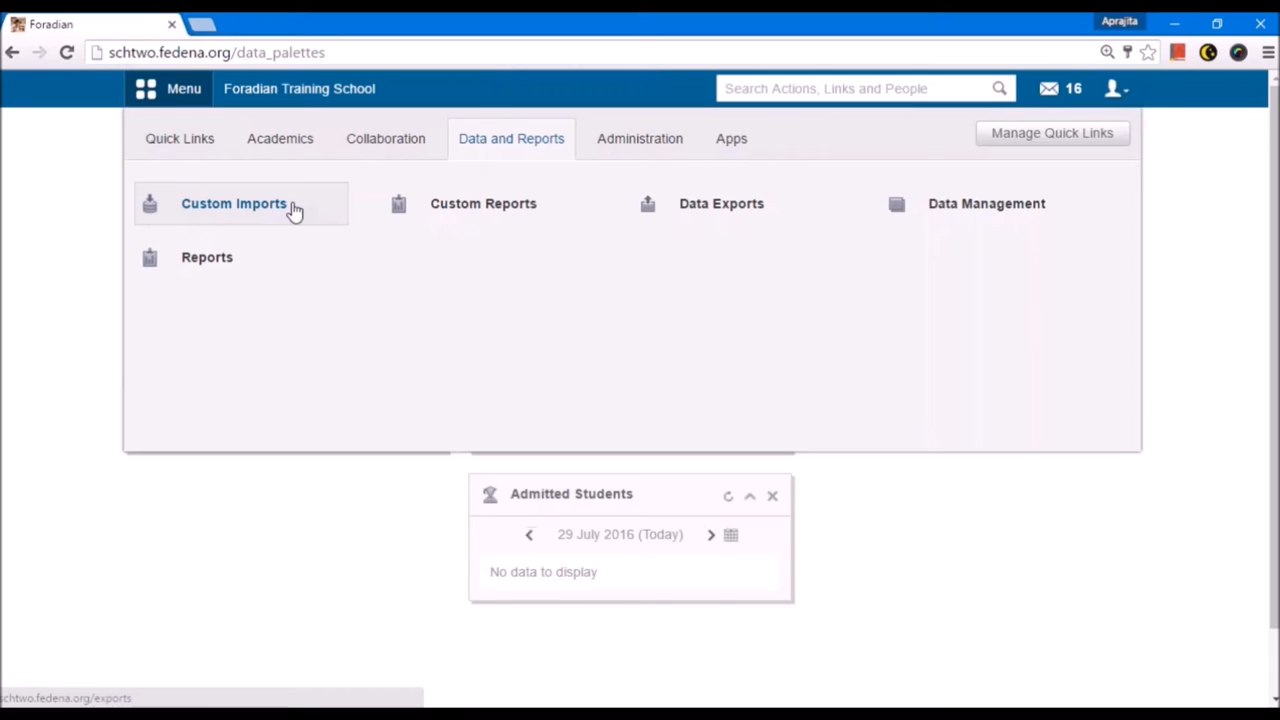 Foradian
Aprajita
schtwo.fedena.org/data_palettes
Menu
Foradian Training School
Search Actions, Links and People
16
Quick Links
Academics
Collaboration
Data and Reports
Administration
Apps
Manage Quick Links
Custom Imports
Custom Reports
Data Exports
Data Management
Reports
Admitted Students
29 July 2016 (Today)
No data to display
schtwo.fedena.org/exports